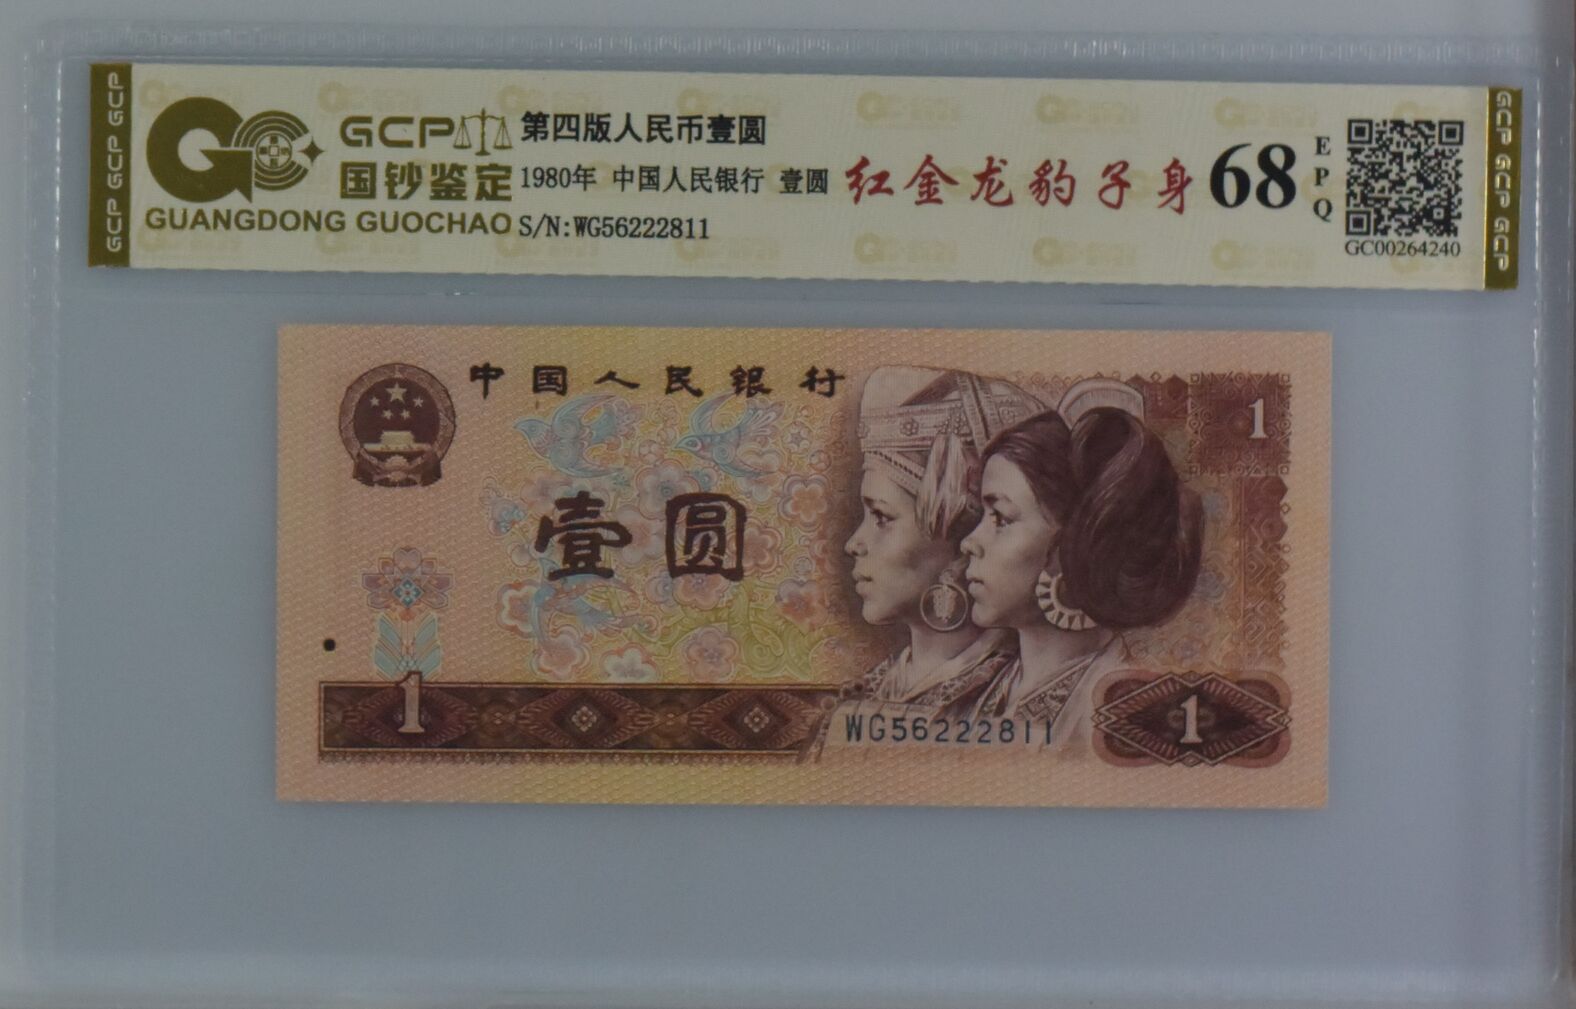 GCP GCP GCP
GCP
国钞鉴定
GUANGDONG GUOCHAO
第四版人民币壹圆
1980年 中国人民银行 壹圆
S/N:WG56222811
红金龙豹子身
68
EPQ
GC00264240
GCP GCP GCP
中国人民银行
1
壹圆
1
WG56222811
1